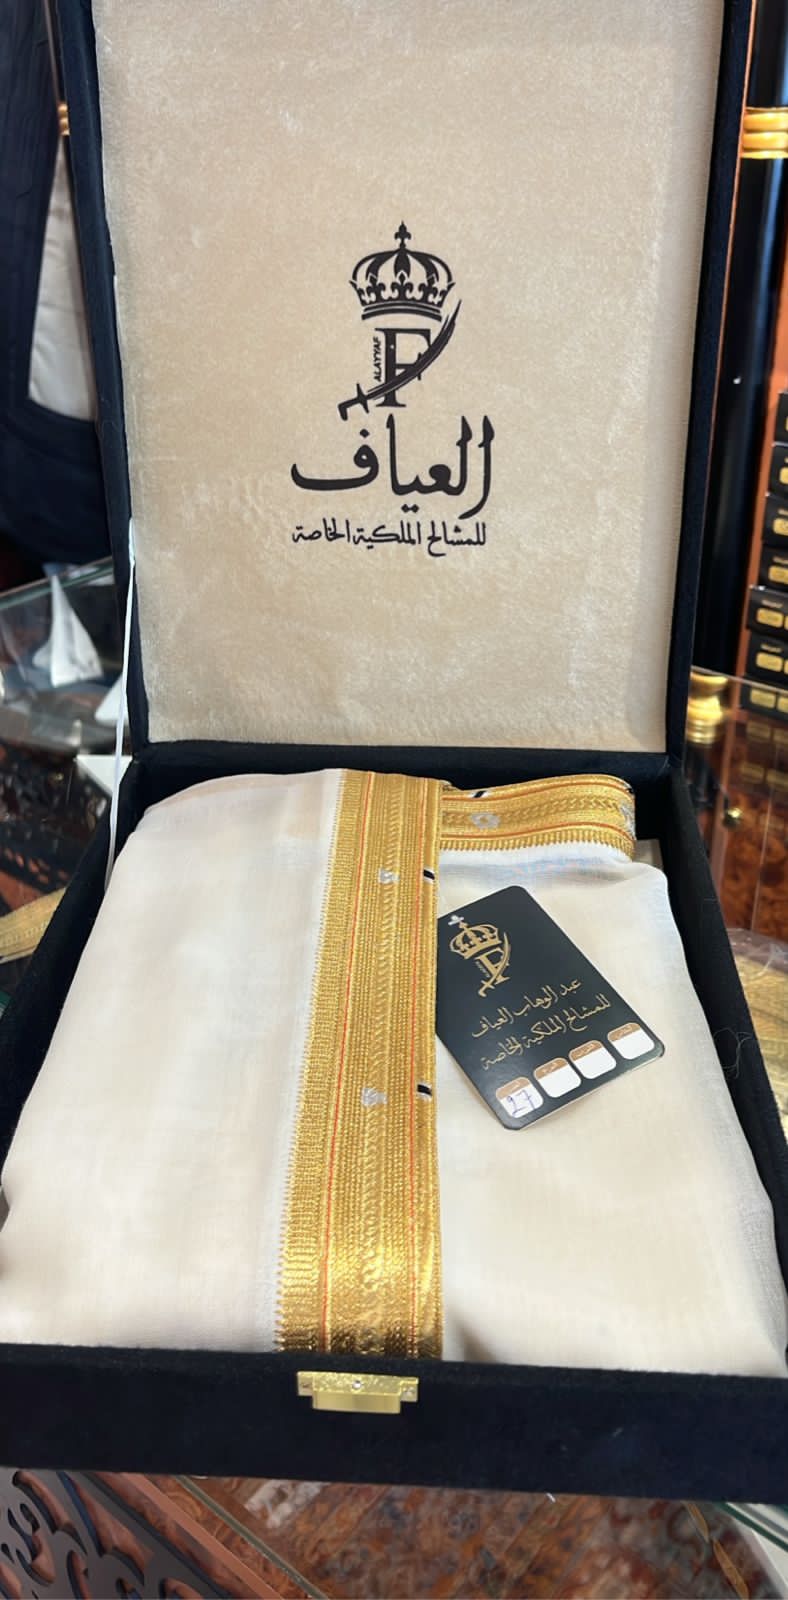 F
ALAYYAF
العياف
للمشالح الملكية الخاصة
F
عبد الوهاب العياف
للمشالح الملكية الخاصة